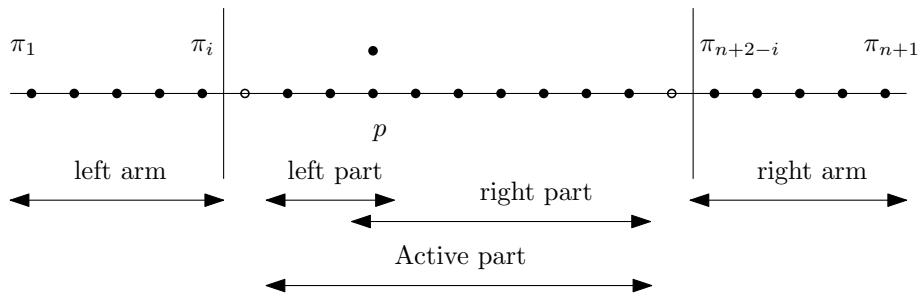 π₁ πᵢ πₙ₊₂₋ᵢ πₙ₊₁
p
left arm left part right arm
right part
Active part